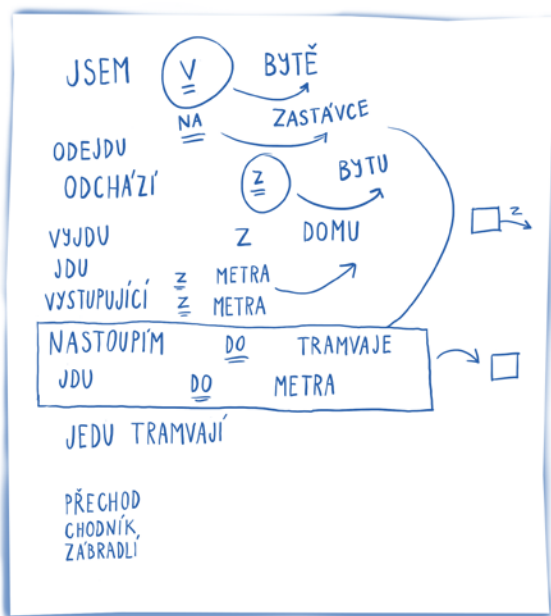 JSEM V BYTĚ
NA ZASTÁVCE
ODEJDU
ODCHÁZÍ Z BYTU
VYJDU Z DOMU
JDU Z METRA
VYSTUPUJÍCÍ Z METRA
NASTOUPÍM DO TRAMVAJE
JDU DO METRA
JEDU TRAMVAJÍ
PŘECHOD
CHODNÍK
ZÁBRADLÍ
Z